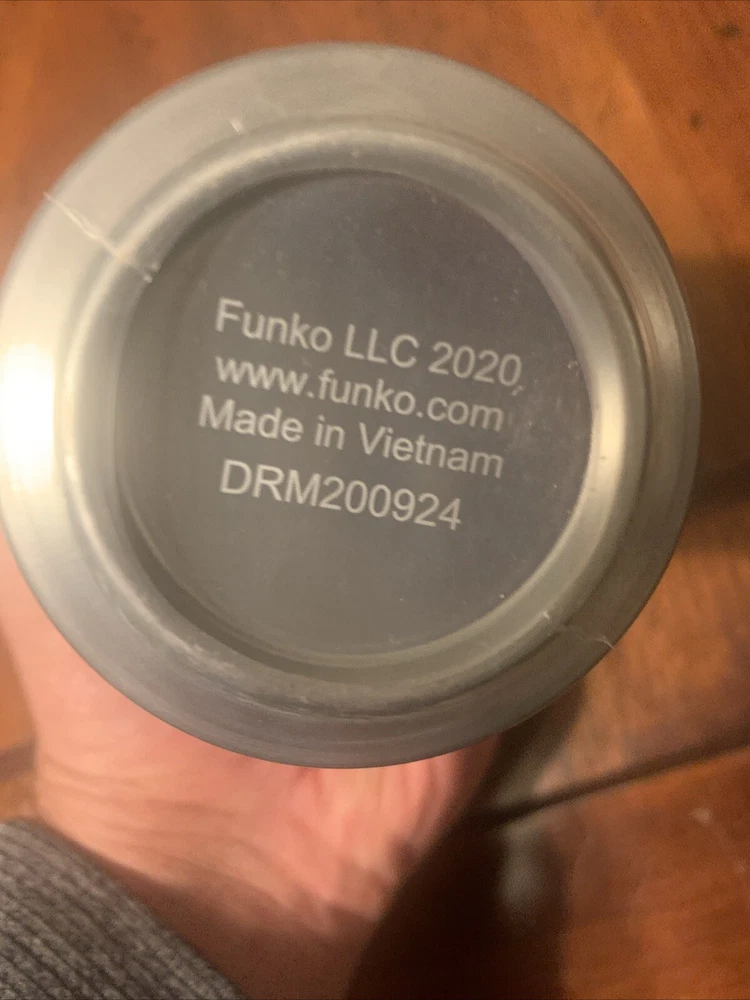 Funko LLC 2020
www.funko.com
Made in Vietnam
DRM200924